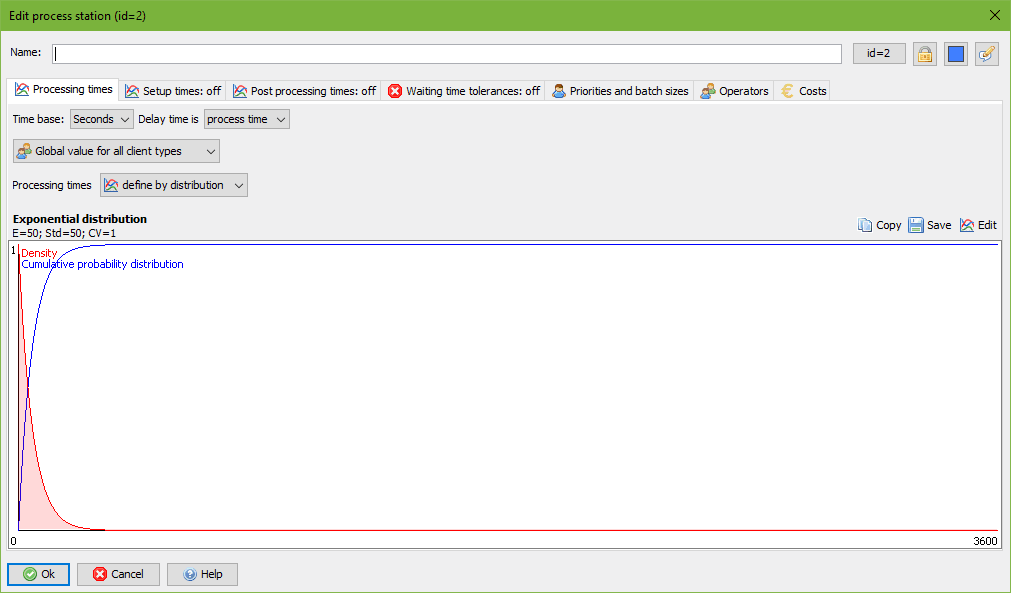 Edit process station (id=2)
Name: id=2
Processing times Setup times: off Post processing times: off Waiting time tolerances: off Priorities and batch sizes Operators € Costs
Time base: Seconds Delay time is process time
Global value for all client types
Processing times define by distribution
Exponential distribution
E=50; Std=50; CV=1
Copy Save Edit
1 Density
Cumulative probability distribution
0 3600
Ok Cancel Help